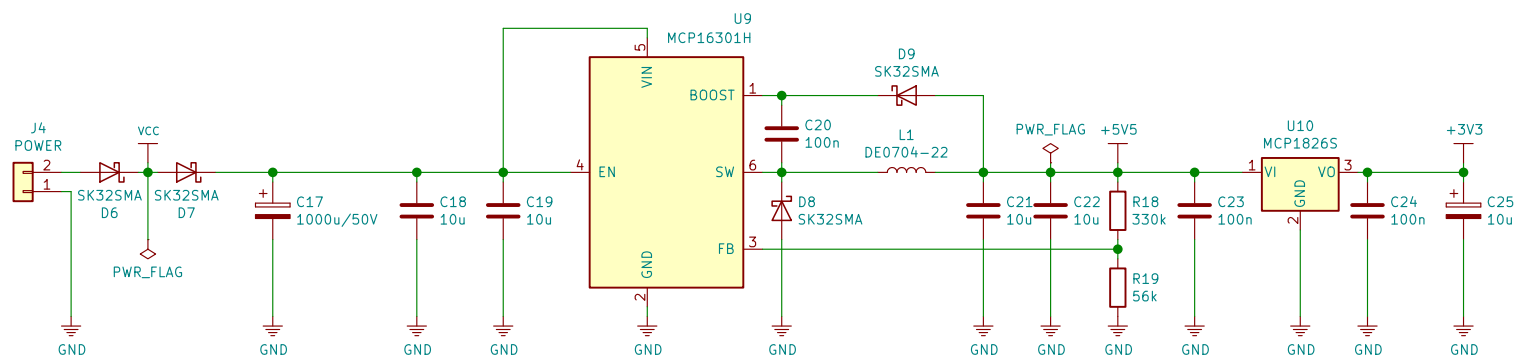 U9
MCP16301H
5
VIN
1
BOOST
4
EN
6
SW
3
FB
GND
2
J4
POWER
2
1
VCC
SK32SMA
D6
SK32SMA
D7
PWR_FLAG
C17
1000u/50V
C18
10u
C19
10u
C20
100n
D8
SK32SMA
D9
SK32SMA
L1
DE0704-22
C21
10u
PWR_FLAG
C22
10u
+5V5
R18
330k
R19
56k
C23
100n
U10
MCP1826S
1
VI
VO
3
GND
2
C24
100n
+3V3
C25
10u
+
+
GND
GND
GND
GND
GND
GND
GND
GND
GND
GND
GND
GND
GND